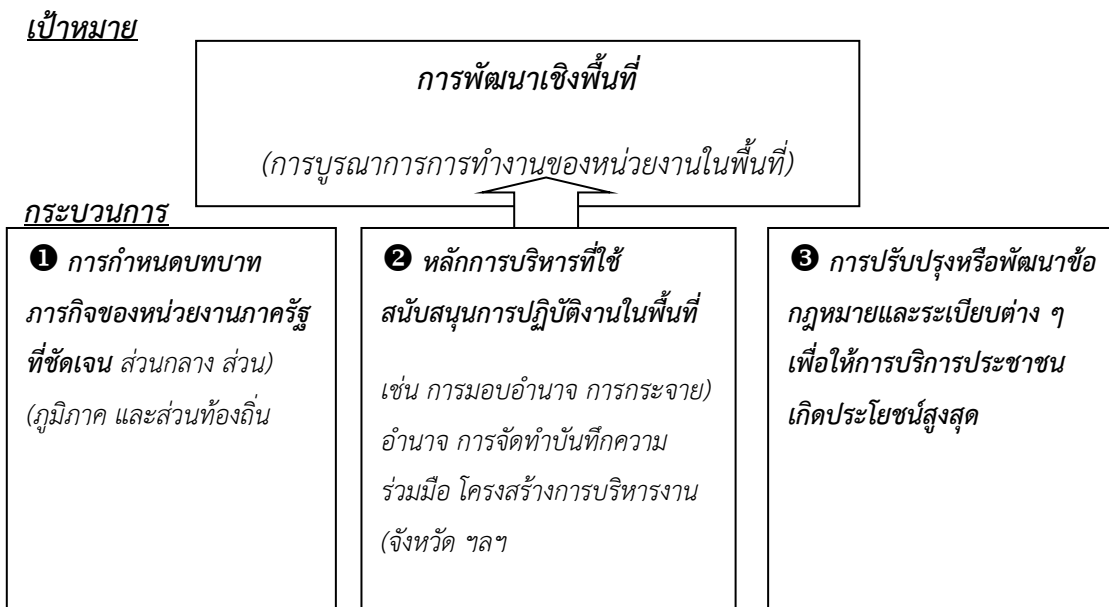 เป้าหมาย
การพัฒนาเชิงพื้นที่
(การบูรณาการการทำงานของหน่วยงานในพื้นที่)
กระบวนการ
❶ การกำหนดบทบาท
ภารกิจของหน่วยงานภาครัฐ
ที่ชัดเจน ส่วนกลาง ส่วน)
(ภูมิภาค และส่วนท้องถิ่น
❷ หลักการบริหารที่ใช้
สนับสนุนการปฏิบัติงานในพื้นที่
เช่น การมอบอำนาจ การกระจาย)
อำนาจ การจัดทำบันทึกความ
ร่วมมือ โครงสร้างการบริหารงาน
(จังหวัด ฯลฯ
❸ การปรับปรุงหรือพัฒนาข้อ
กฎหมายและระเบียบต่าง ๆ
เพื่อให้การบริการประชาชน
เกิดประโยชน์สูงสุด